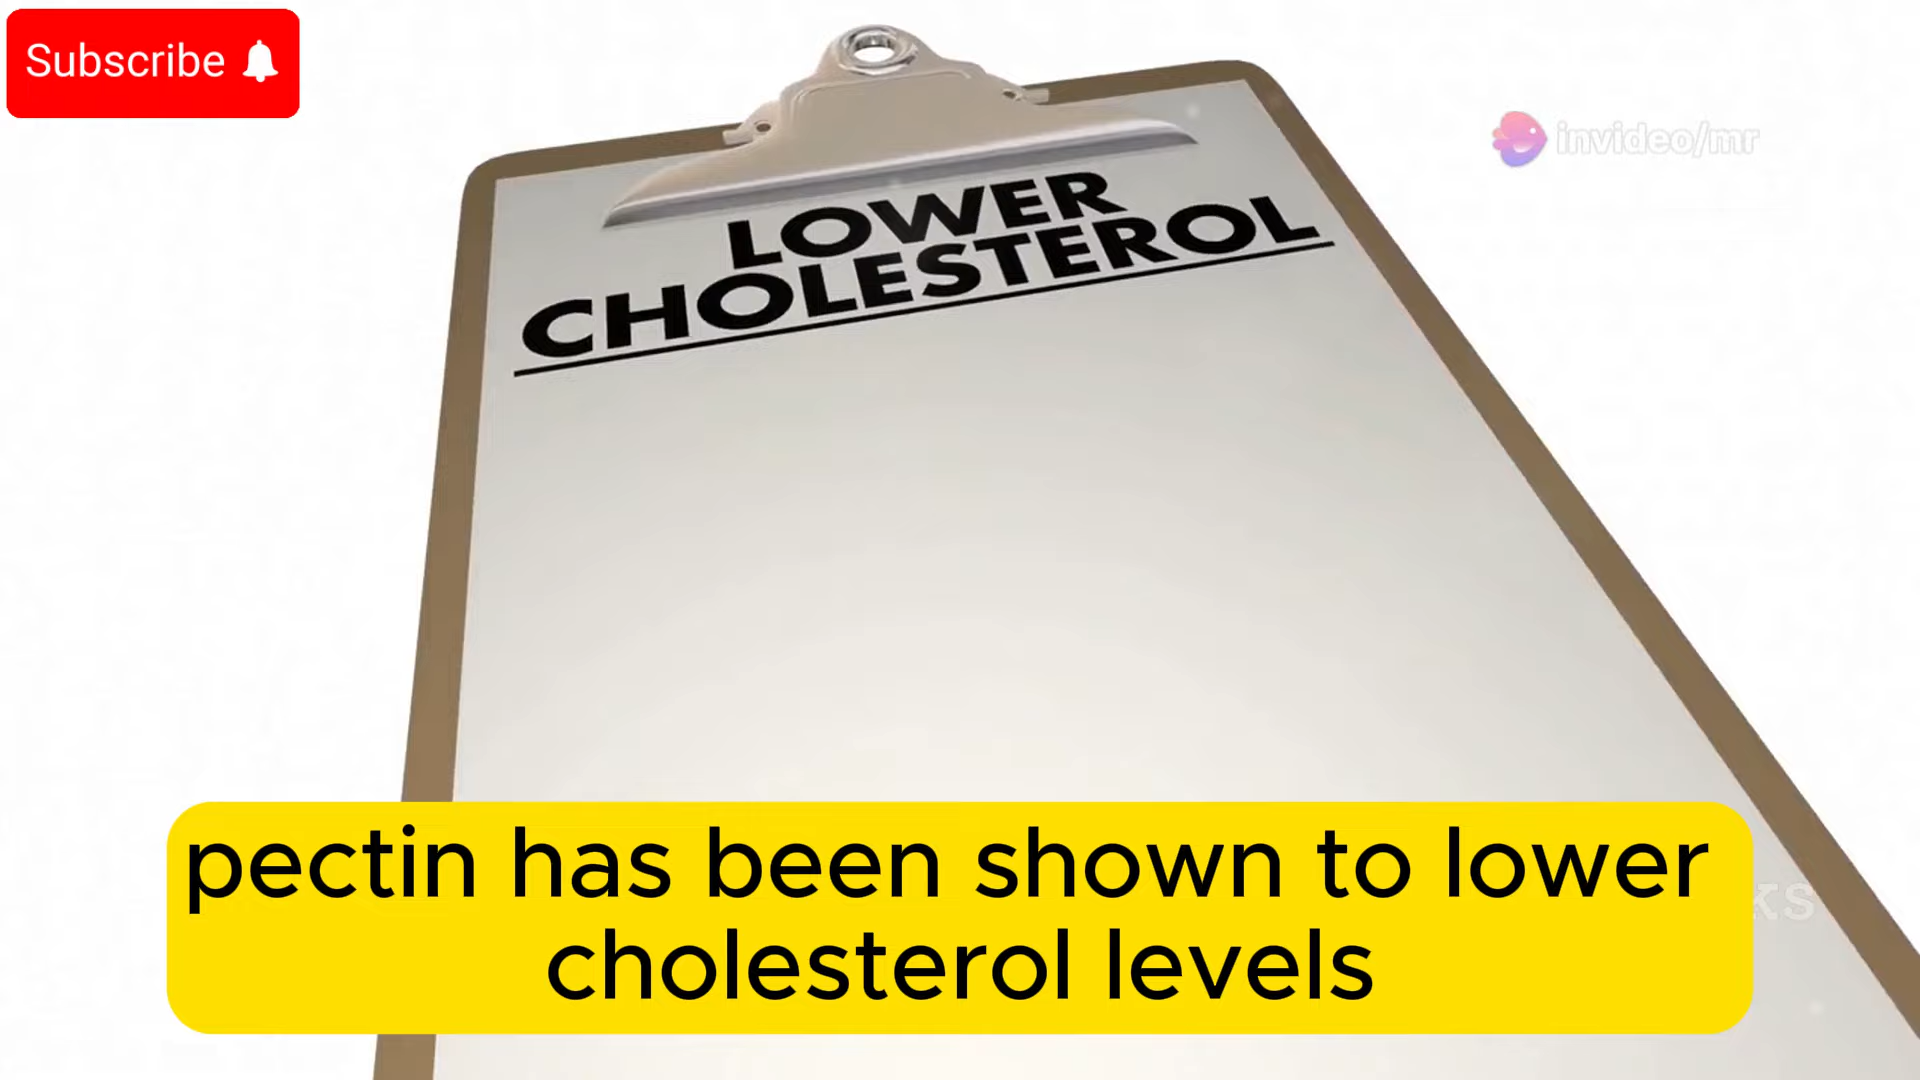 Subscribe
invideo/mr
LOWER
CHOLESTEROL
pectin has been shown to lower
cholesterol levels